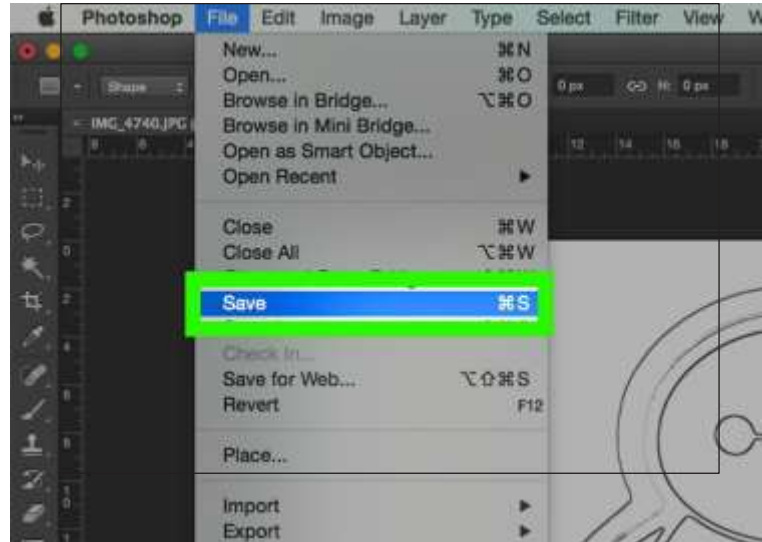 Photoshop File Edit Image Layer Type Select Filter View
New... ⌘N
Open... ⌘O
Shape 0 px H: 0 px
Browse in Bridge... ⌥⌘O
IMG_4740.JPG
Browse in Mini Bridge...
Open as Smart Object...
Open Recent
Close ⌘W
Close All ⌥⌘W
Save ⌘S
Check In...
Save for Web... ⌥⇧⌘S
Revert F12
Place...
Import
Export